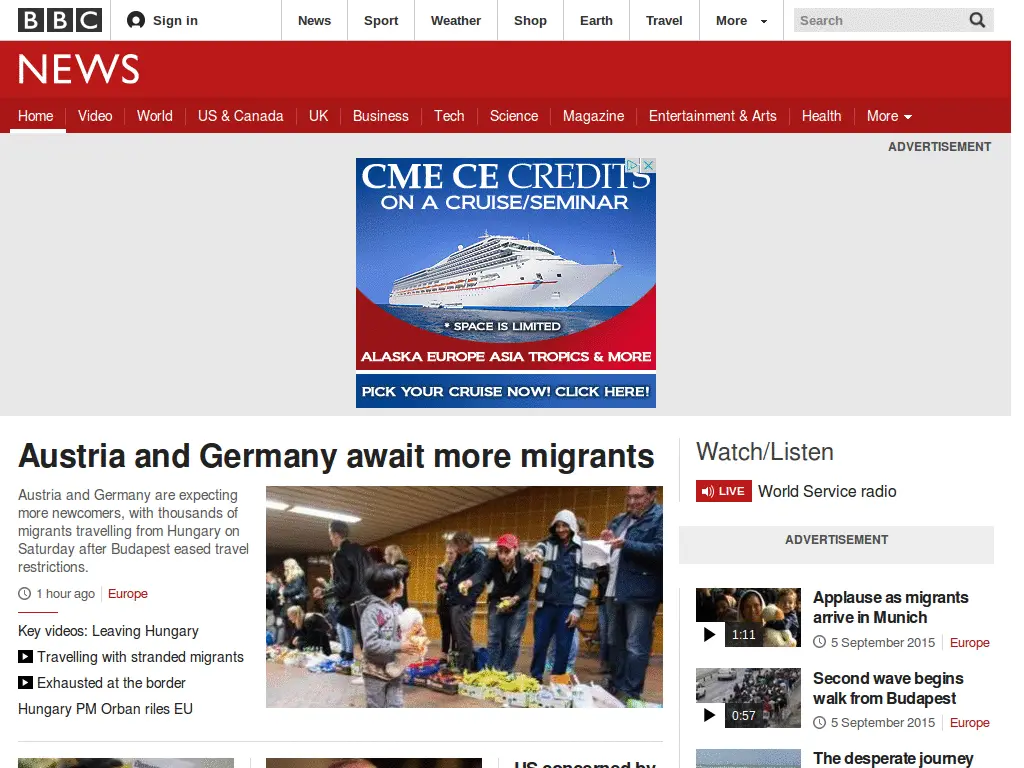 BBC
Sign in
News
Sport
Weather
Shop
Earth
Travel
More
Search
NEWS
Home
Video
World
US & Canada
UK
Business
Tech
Science
Magazine
Entertainment & Arts
Health
More
ADVERTISEMENT
CME CE CREDITS
ON A CRUISE/SEMINAR
* SPACE IS LIMITED
ALASKA EUROPE ASIA TROPICS & MORE
PICK YOUR CRUISE NOW! CLICK HERE!
Austria and Germany await more migrants
Austria and Germany are expecting
more newcomers, with thousands of
migrants travelling from Hungary on
Saturday after Budapest eased travel
restrictions.
1 hour ago
Europe
Key videos: Leaving Hungary
Travelling with stranded migrants
Exhausted at the border
Hungary PM Orban riles EU
US concerned by
Watch/Listen
LIVE World Service radio
ADVERTISEMENT
1:11
Applause as migrants
arrive in Munich
5 September 2015
Europe
0:57
Second wave begins
walk from Budapest
5 September 2015
Europe
The desperate journey